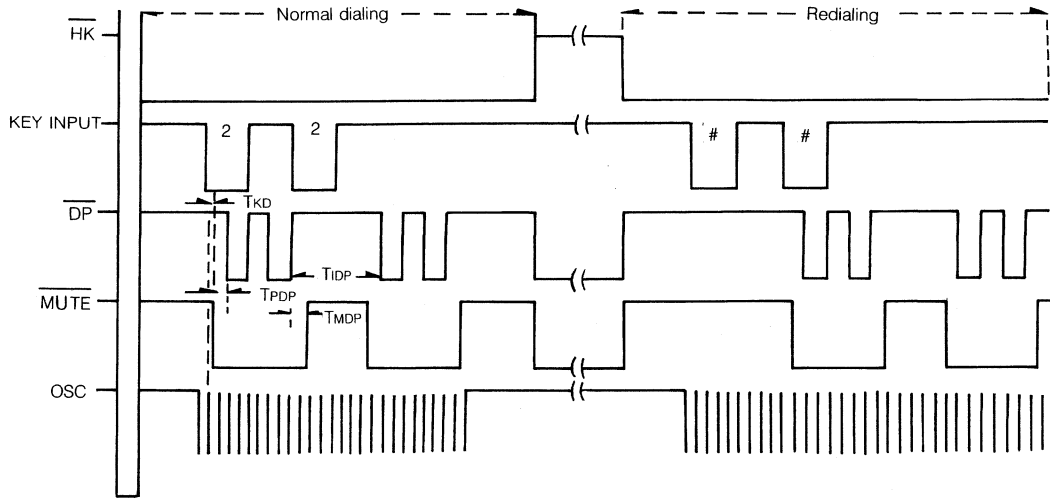 Normal dialing
Redialing
HK
KEY INPUT
2
2
#
#
TKD
DP
TIDP
TPDP
MUTE
TMDP
OSC